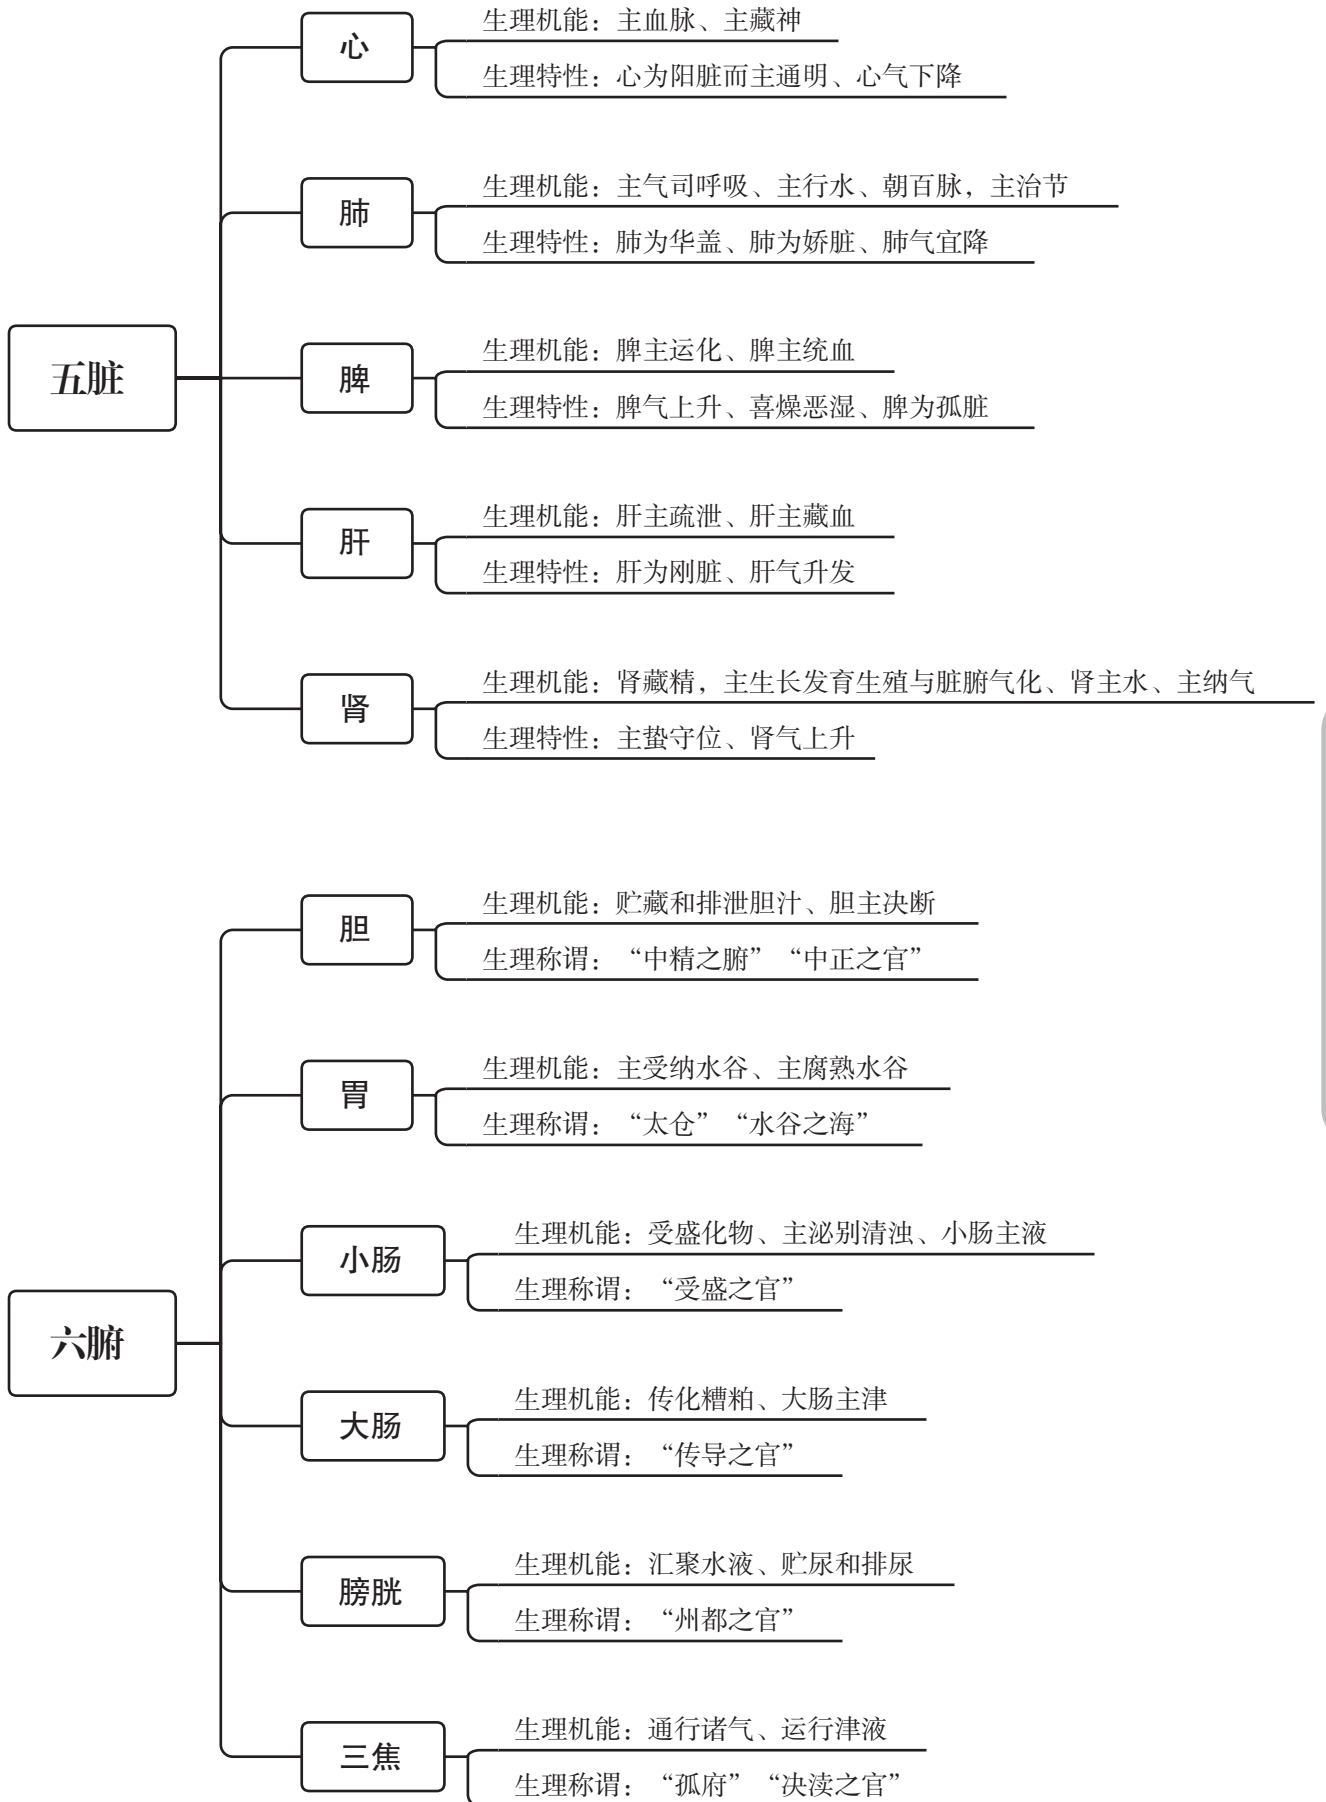 五脏
心
生理机能：主血脉、主藏神
生理特性：心为阳脏而主通明、心气下降
肺
生理机能：主气司呼吸、主行水、朝百脉，主治节
生理特性：肺为华盖、肺为娇脏、肺气宜降
脾
生理机能：脾主运化、脾主统血
生理特性：脾气上升、喜燥恶湿、脾为孤脏
肝
生理机能：肝主疏泄、肝主藏血
生理特性：肝为刚脏、肝气升发
肾
生理机能：肾藏精，主生长发育生殖与脏腑气化、肾主水、主纳气
生理特性：主蛰守位、肾气上升
六腑
胆
生理机能：贮藏和排泄胆汁、胆主决断
生理称谓：“中精之腑”“中正之官”
胃
生理机能：主受纳水谷、主腐熟水谷
生理称谓：“太仓”“水谷之海”
小肠
生理机能：受盛化物、主泌别清浊、小肠主液
生理称谓：“受盛之官”
大肠
生理机能：传化糟粕、大肠主津
生理称谓：“传导之官”
膀胱
生理机能：汇聚水液、贮尿和排尿
生理称谓：“州都之官”
三焦
生理机能：通行诸气、运行津液
生理称谓：“孤府”“决渎之官”